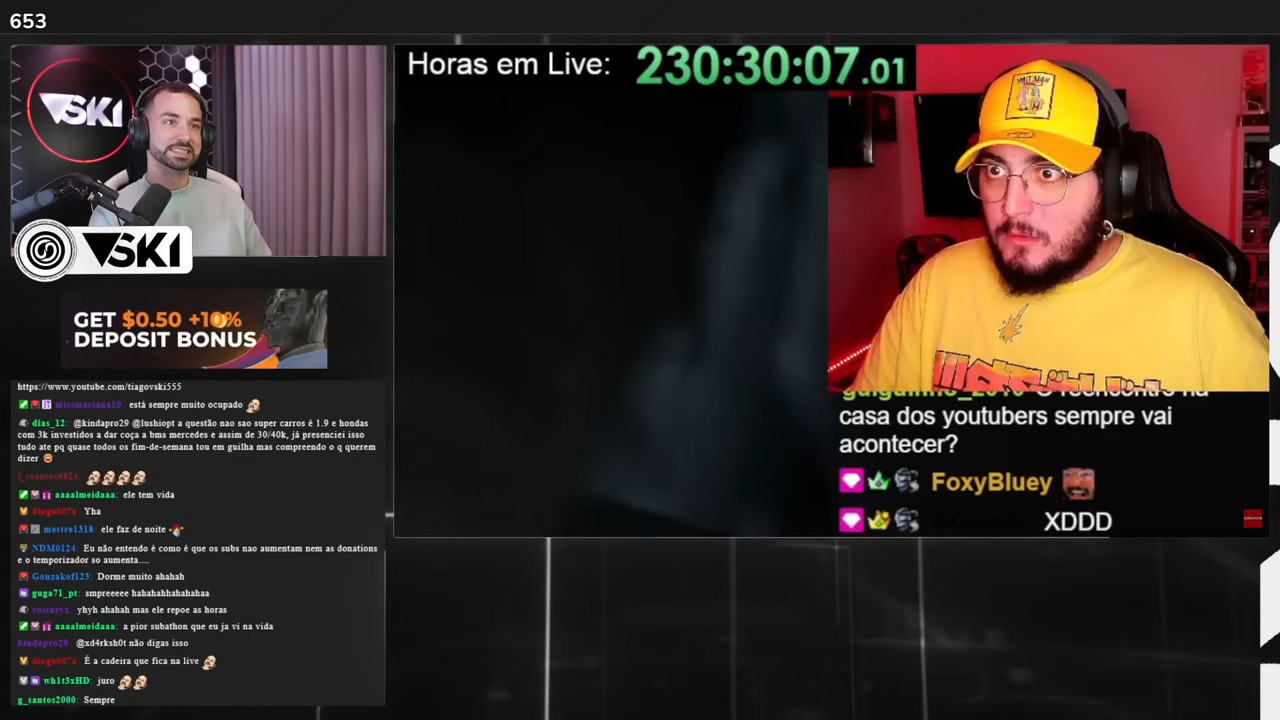 653
VSKI
VSKI
GET $0.50 +10%
DEPOSIT BONUS
https://www.youtube.com/tiagovski555
missmariana10: está sempre muito ocupado
dias_12: @kindapro29 @lushiopt a questão nao sao super carros é 1.9 e hondas
com 3k investidos a dar coça a bms mercedes e assim de 30/40k, já presenciei isso
tudo ate pq quase todos os fim-de-semana tou em guilha mas compreendo o q querem
dizer
aaaalmeidaaa: ele tem vida
diogo007a: Yha
mestre1318: ele faz de noite
NDM0124: Eu não entendo é como é que os subs nao aumentam nem as donations
e o temporizador so aumenta....
Gonzakof123: Dorme muito ahahah
guga71_pt: smpreeeee hahahahhahahahaa
costazyx: yhyh ahahah mas ele repoe as horas
aaaalmeidaaa: a pior subathon que eu ja vi na vida
kindapro29 @xd4rksh0t não digas isso
diogo007a: É a cadeira que fica na live
wh1t3xHD: juro
g_santos2000: Sempre
Horas em Live: 230:30:07.01
casa dos youtubers sempre vai
acontecer?
FoxyBluey
XDDD